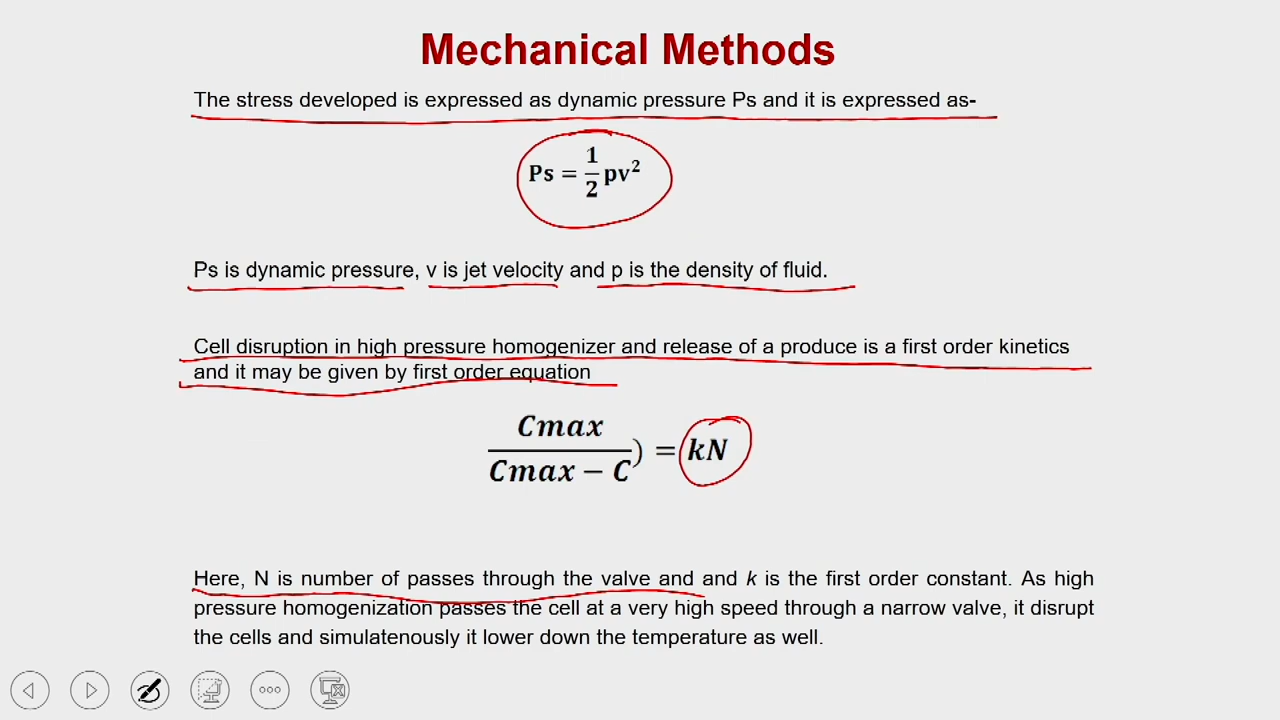 Mechanical Methods
The stress developed is expressed as dynamic pressure Ps and it is expressed as-
Ps = 1/2 pv²
Ps is dynamic pressure, v is jet velocity and p is the density of fluid.
Cell disruption in high pressure homogenizer and release of a produce is a first order kinetics
and it may be given by first order equation
Cmax
Cmax − C) = kN
Here, N is number of passes through the valve and and k is the first order constant. As high
pressure homogenization passes the cell at a very high speed through a narrow valve, it disrupt
the cells and simulatenously it lower down the temperature as well.